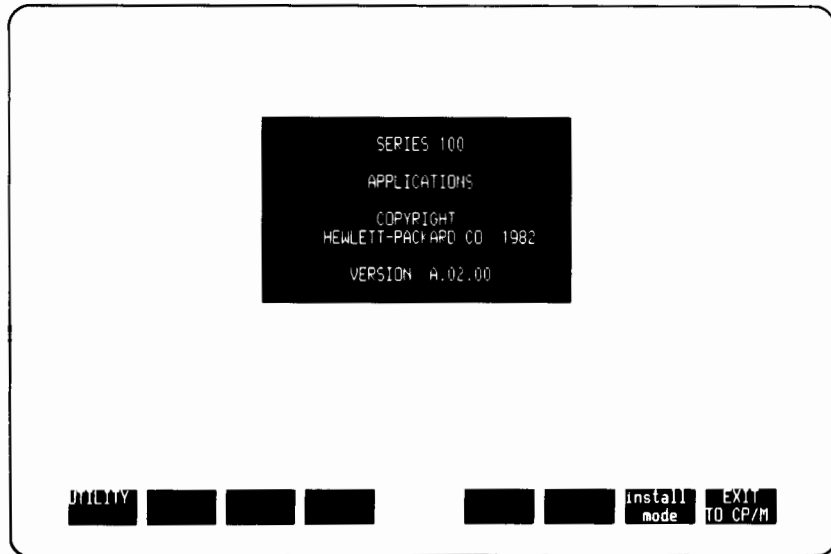 SERIES 100
APPLICATIONS
COPYRIGHT
HEWLETT-PACKARD CO 1982
VERSION A.02.00
UTILITY
install mode
EXIT TO CP/M